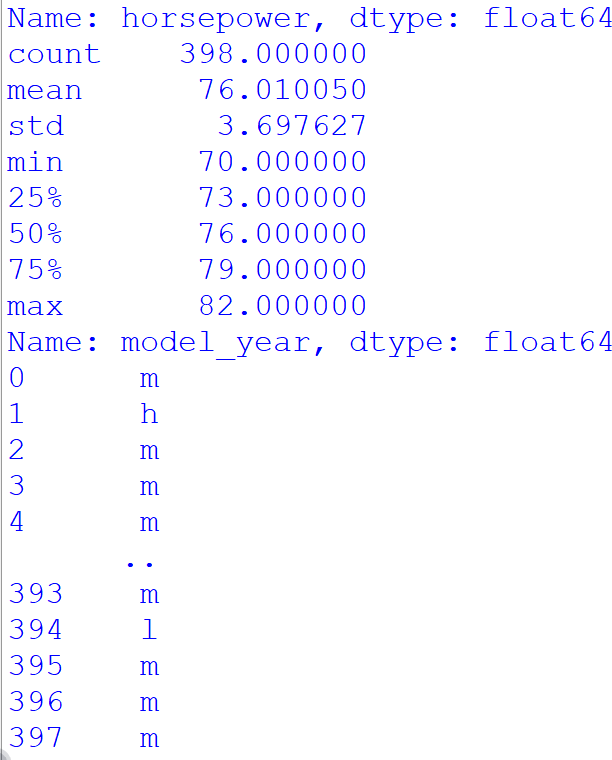 Name: horsepower, dtype: float64
count    398.000000
mean      76.010050
std        3.697627
min       70.000000
25%       73.000000
50%       76.000000
75%       79.000000
max       82.000000
Name: model_year, dtype: float64
0      m
1      h
2      m
3      m
4      m
      ..
393    m
394    l
395    m
396    m
397    m